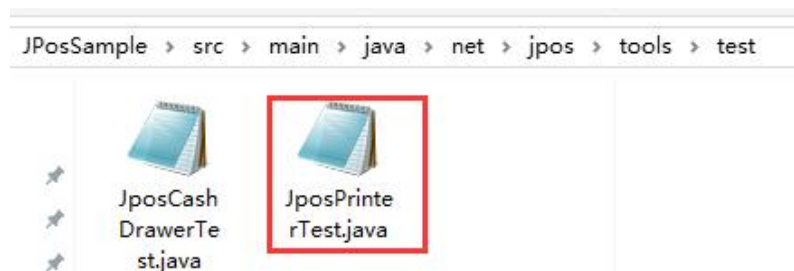 JPosSample > src > main > java > net > jpos > tools > test
JposCash
DrawerTe
st.java
JposPrinte
rTest.java